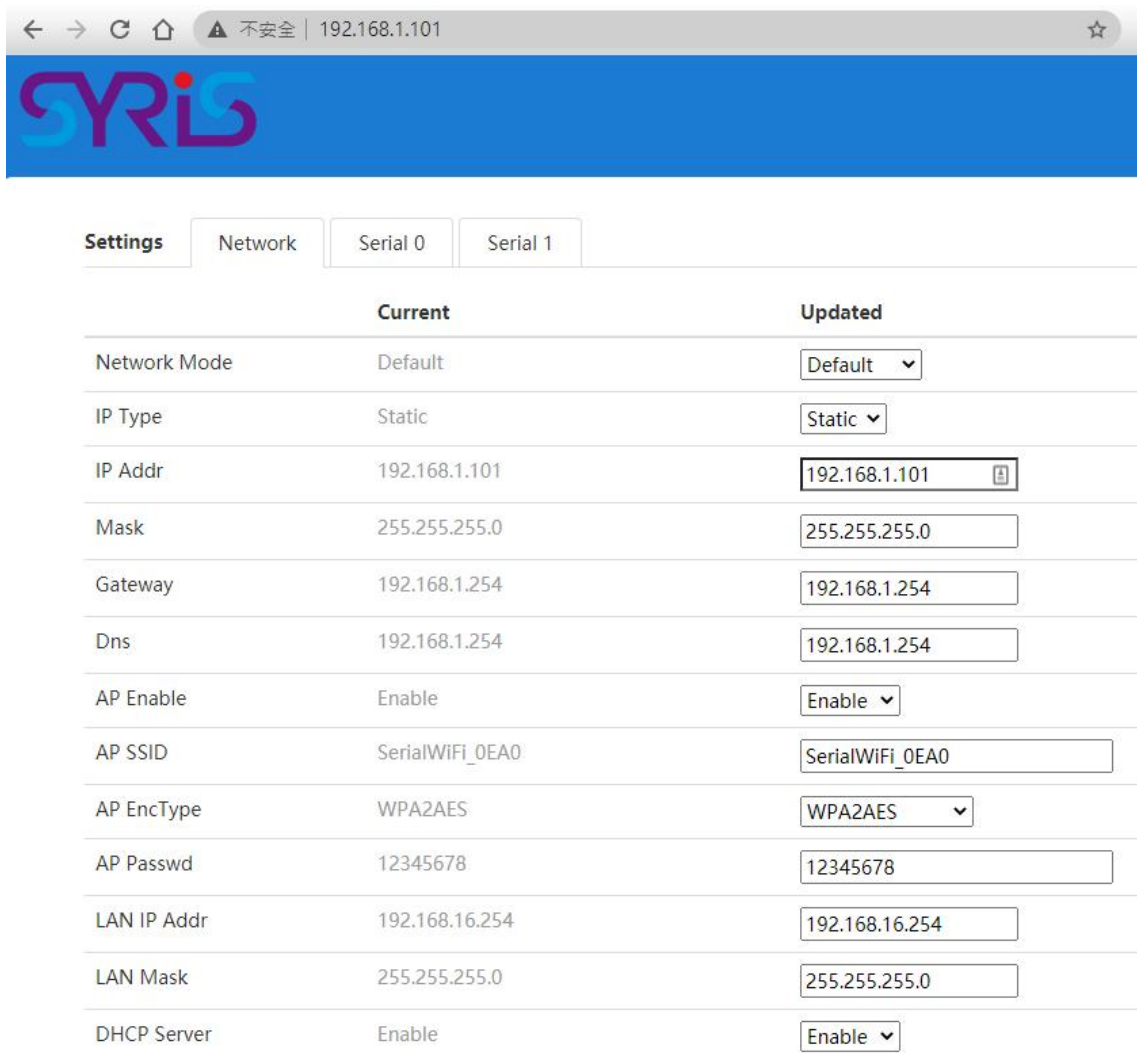 不安全 | 192.168.1.101
SYRiS
Settings Network Serial 0 Serial 1
Current Updated
Network Mode Default Default
IP Type Static Static
IP Addr 192.168.1.101 192.168.1.101
Mask 255.255.255.0 255.255.255.0
Gateway 192.168.1.254 192.168.1.254
Dns 192.168.1.254 192.168.1.254
AP Enable Enable Enable
AP SSID SerialWiFi_0EA0 SerialWiFi_0EA0
AP EncType WPA2AES WPA2AES
AP Passwd 12345678 12345678
LAN IP Addr 192.168.16.254 192.168.16.254
LAN Mask 255.255.255.0 255.255.255.0
DHCP Server Enable Enable